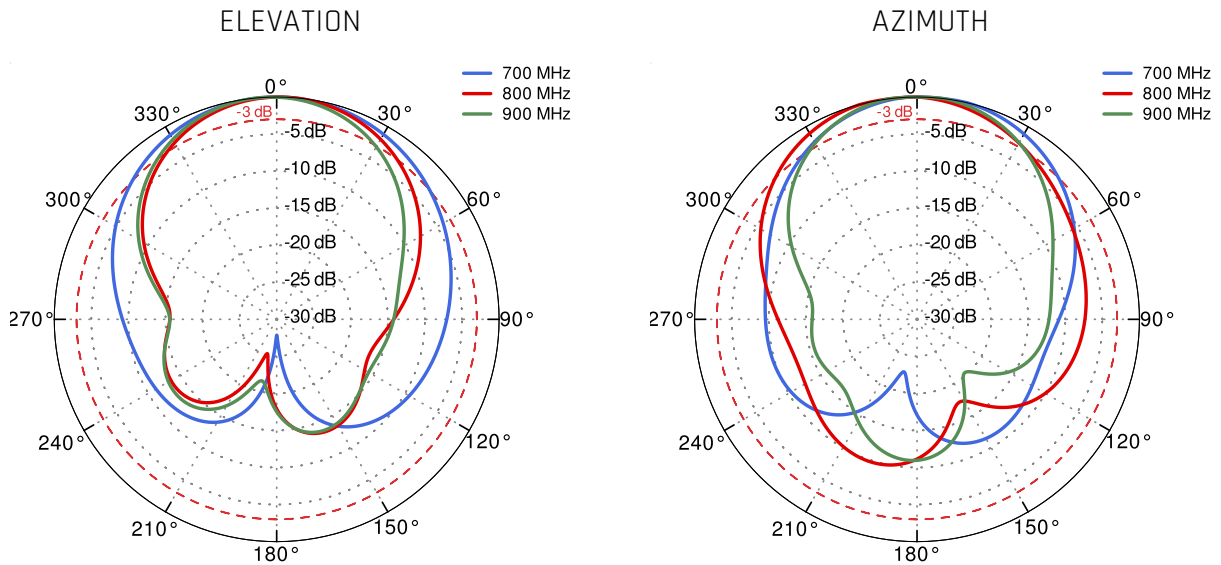 ELEVATION
700 MHz
800 MHz
900 MHz
0°
30°
60°
90°
120°
150°
180°
210°
240°
270°
300°
330°
-3 dB
-5 dB
-10 dB
-15 dB
-20 dB
-25 dB
-30 dB
AZIMUTH
700 MHz
800 MHz
900 MHz
0°
30°
60°
90°
120°
150°
180°
210°
240°
270°
300°
330°
-3 dB
-5 dB
-10 dB
-15 dB
-20 dB
-25 dB
-30 dB